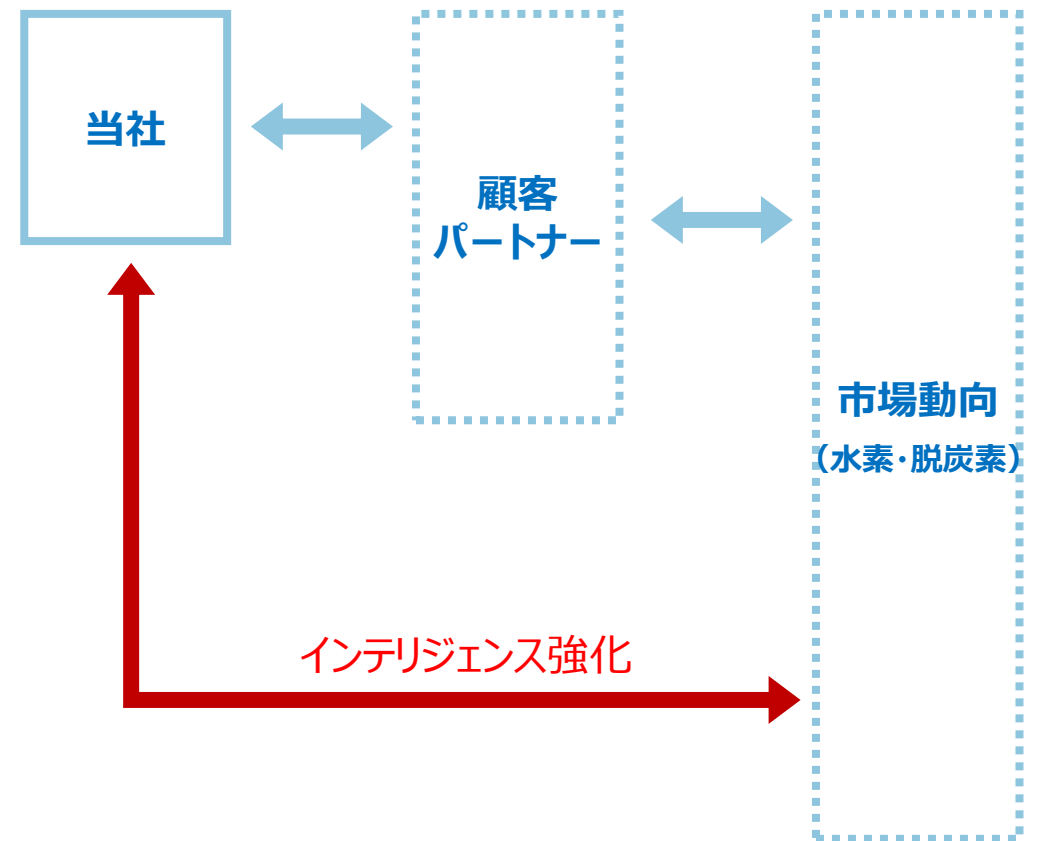 当社
顧客
パートナー
市場動向
（水素・脱炭素）
インテリジェンス強化